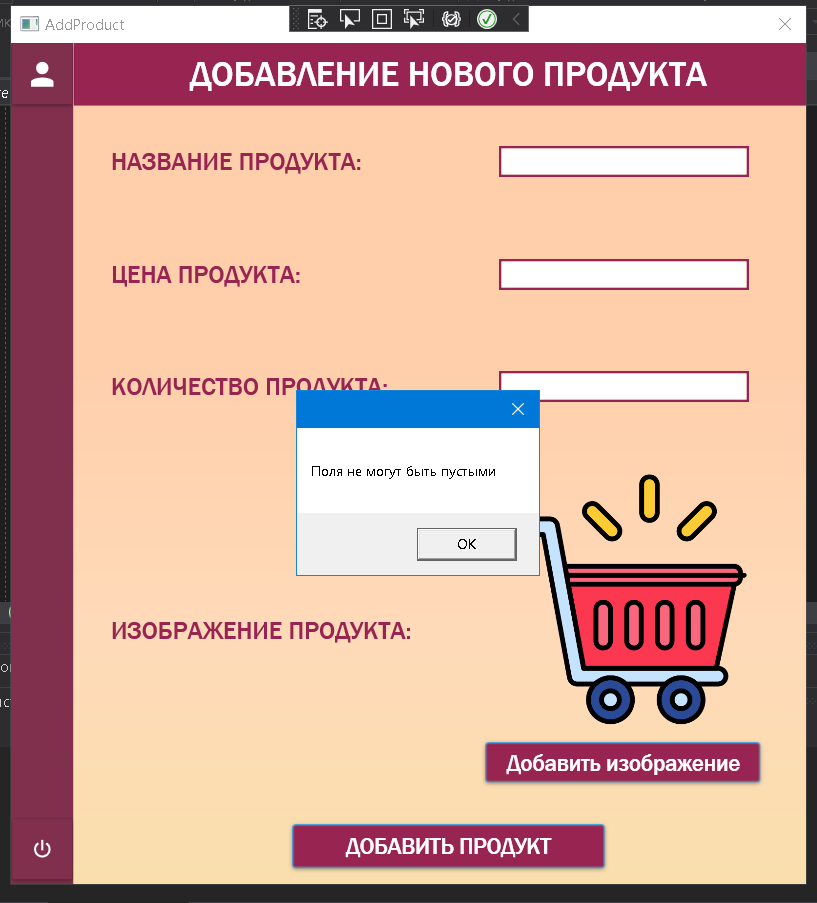 AddProduct
ДОБАВЛЕНИЕ НОВОГО ПРОДУКТА
НАЗВАНИЕ ПРОДУКТА:
ЦЕНА ПРОДУКТА:
КОЛИЧЕСТВО ПРОДУКТА:
Поля не могут быть пустыми
OK
ИЗОБРАЖЕНИЕ ПРОДУКТА:
Добавить изображение
ДОБАВИТЬ ПРОДУКТ